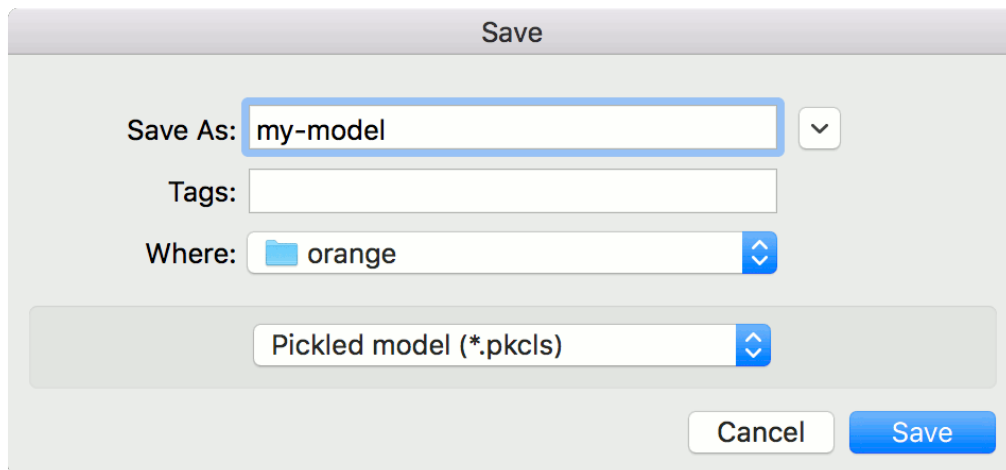 Save
Save As: my-model
Tags:
Where: orange
Pickled model (*.pkcls)
Cancel Save